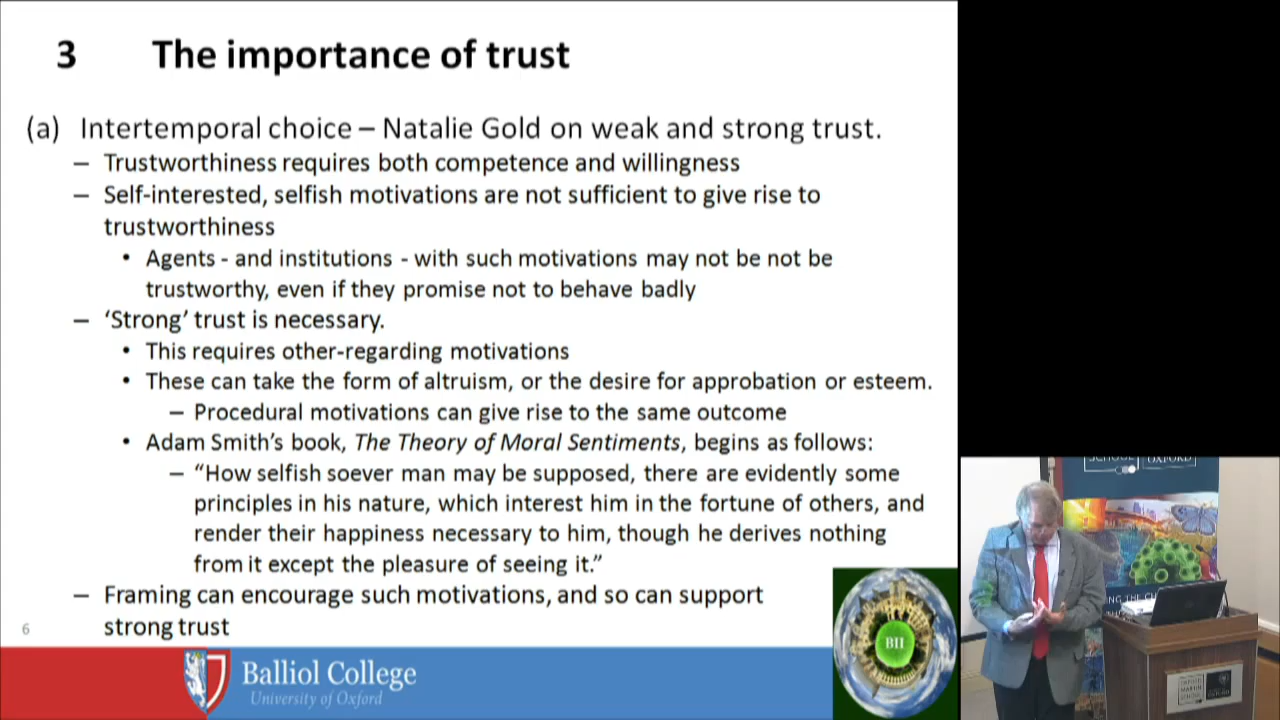 3 The importance of trust
(a) Intertemporal choice – Natalie Gold on weak and strong trust.
– Trustworthiness requires both competence and willingness
– Self-interested, selfish motivations are not sufficient to give rise to
trustworthiness
• Agents - and institutions - with such motivations may not be not be
trustworthy, even if they promise not to behave badly
– ‘Strong’ trust is necessary.
• This requires other-regarding motivations
• These can take the form of altruism, or the desire for approbation or esteem.
– Procedural motivations can give rise to the same outcome
• Adam Smith’s book, The Theory of Moral Sentiments, begins as follows:
– “How selfish soever man may be supposed, there are evidently some
principles in his nature, which interest him in the fortune of others, and
render their happiness necessary to him, though he derives nothing
from it except the pleasure of seeing it.”
– Framing can encourage such motivations, and so can support
strong trust
6
Balliol College
University of Oxford
BII
SCHOOL OXFORD
OXFORD
MARTIN
SCHOOL